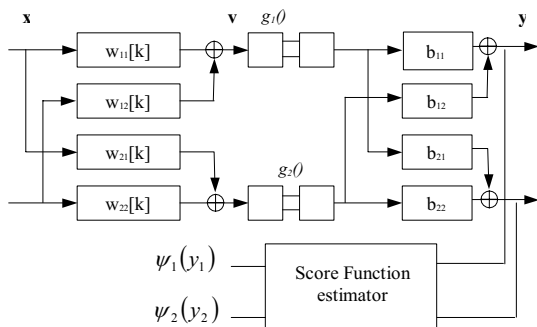 x v g₁() y
w₁₁[k] b₁₁
w₁₂[k] b₁₂
w₂₁[k] g₂() b₂₁
w₂₂[k] b₂₂
ψ₁(y₁)
Score Function
estimator
ψ₂(y₂)